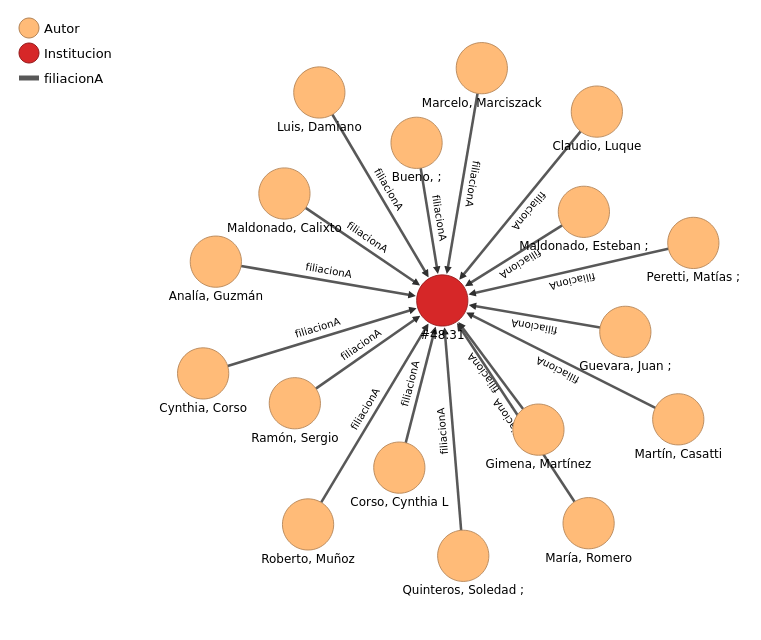 Autor
Institucion
filiacionA
Marcelo, Marciszack
Luis, Damiano
Claudio, Luque
Bueno, ;
filiacionA
filiacionA
filiacionA
filiacionA
Maldonado, Calixto
filiacionA
Maldonado, Esteban ;
filiacionA
Peretti, Matías ;
filiacionA
Analía, Guzmán
filiacionA
#48:31
filiacionA
filiacionA
Guevara, Juan ;
filiacionA
filiacionA
filiacionA
filiacionA
filiacionA
Cynthia, Corso
filiacionA
Ramón, Sergio
filiacionA
Martín, Casatti
Gimena, Martínez
Corso, Cynthia L
Roberto, Muñoz
María, Romero
Quinteros, Soledad ;